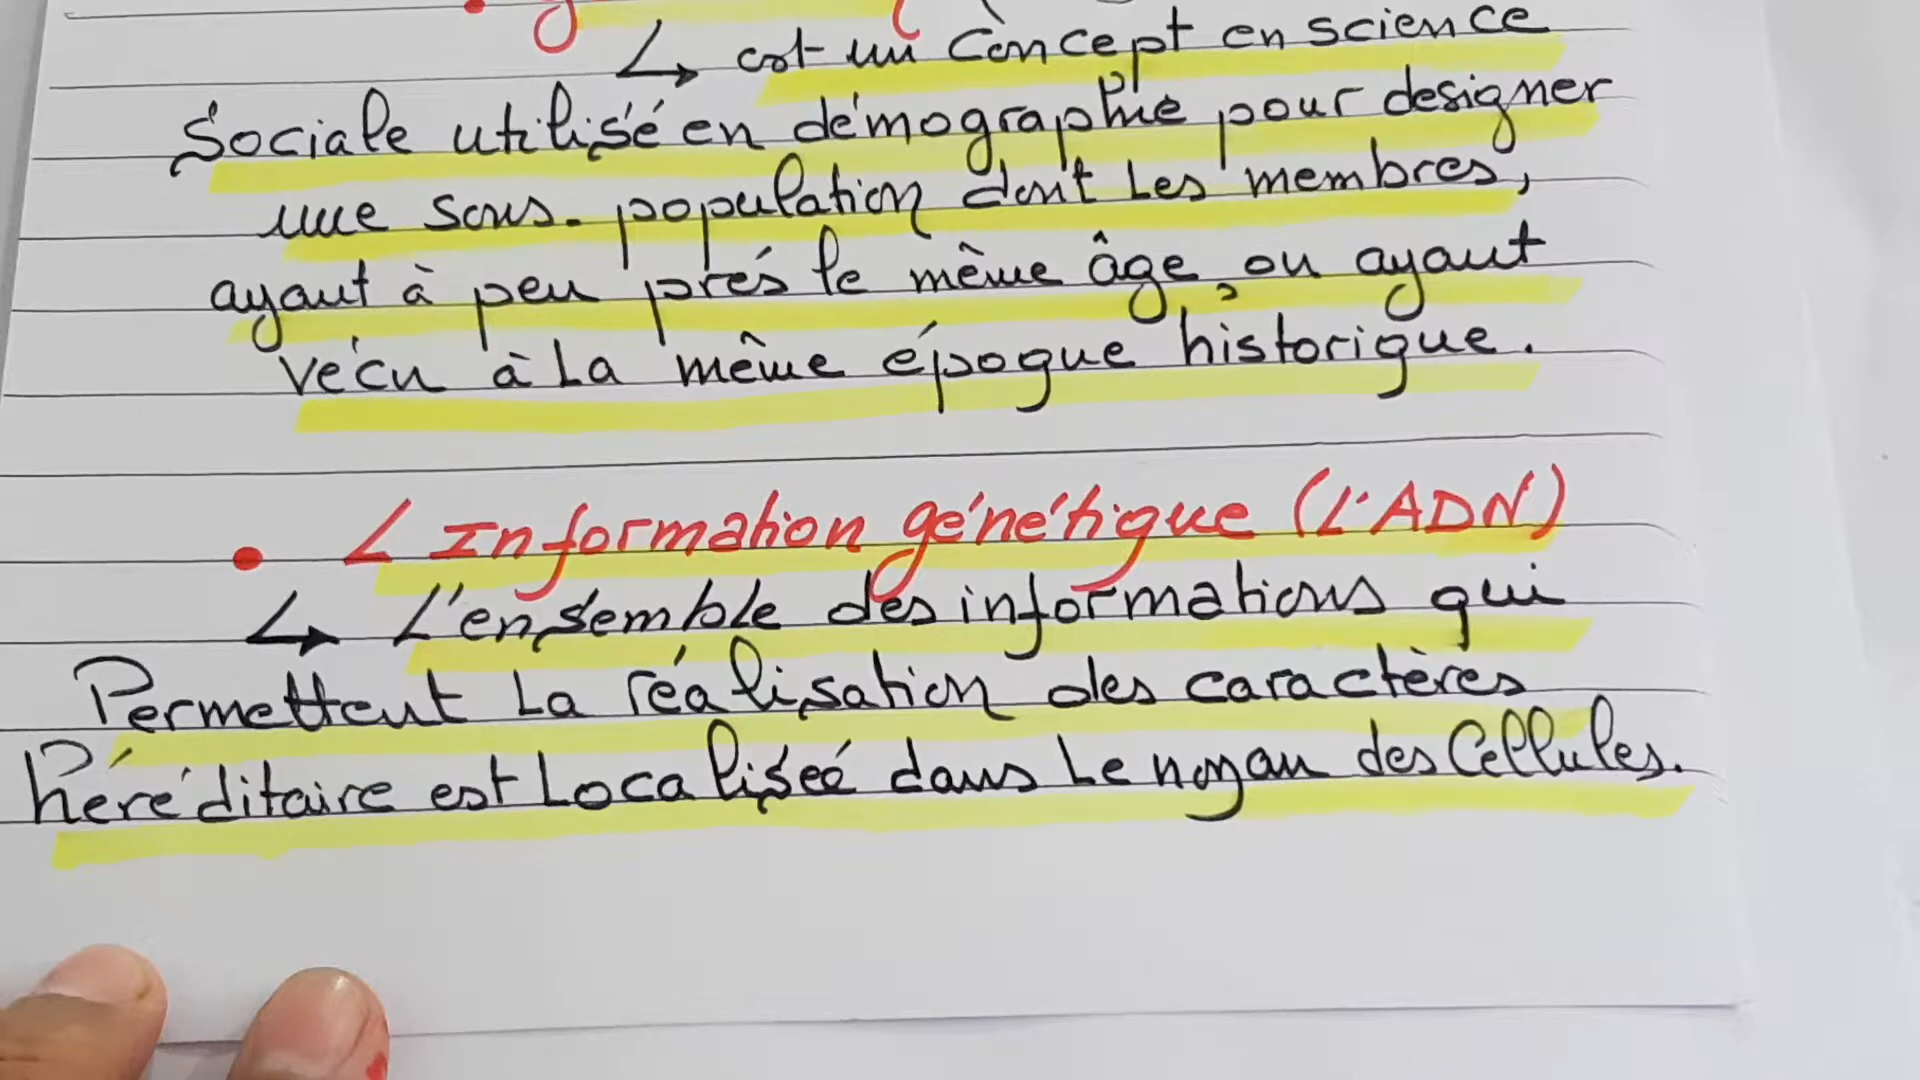 ↳ est un concept en science
Sociale utilisé en démographie pour designer
une sous-population dont Les membres,
ayant à peu prés le même âge, ou ayant
vécu à La même époque historique.
• L Information génétique (L'ADN)
↳ L'ensemble des informations qui
Permettent La réalisation des caractères
héréditaire est Localiseé dans Le noyau des Cellules.